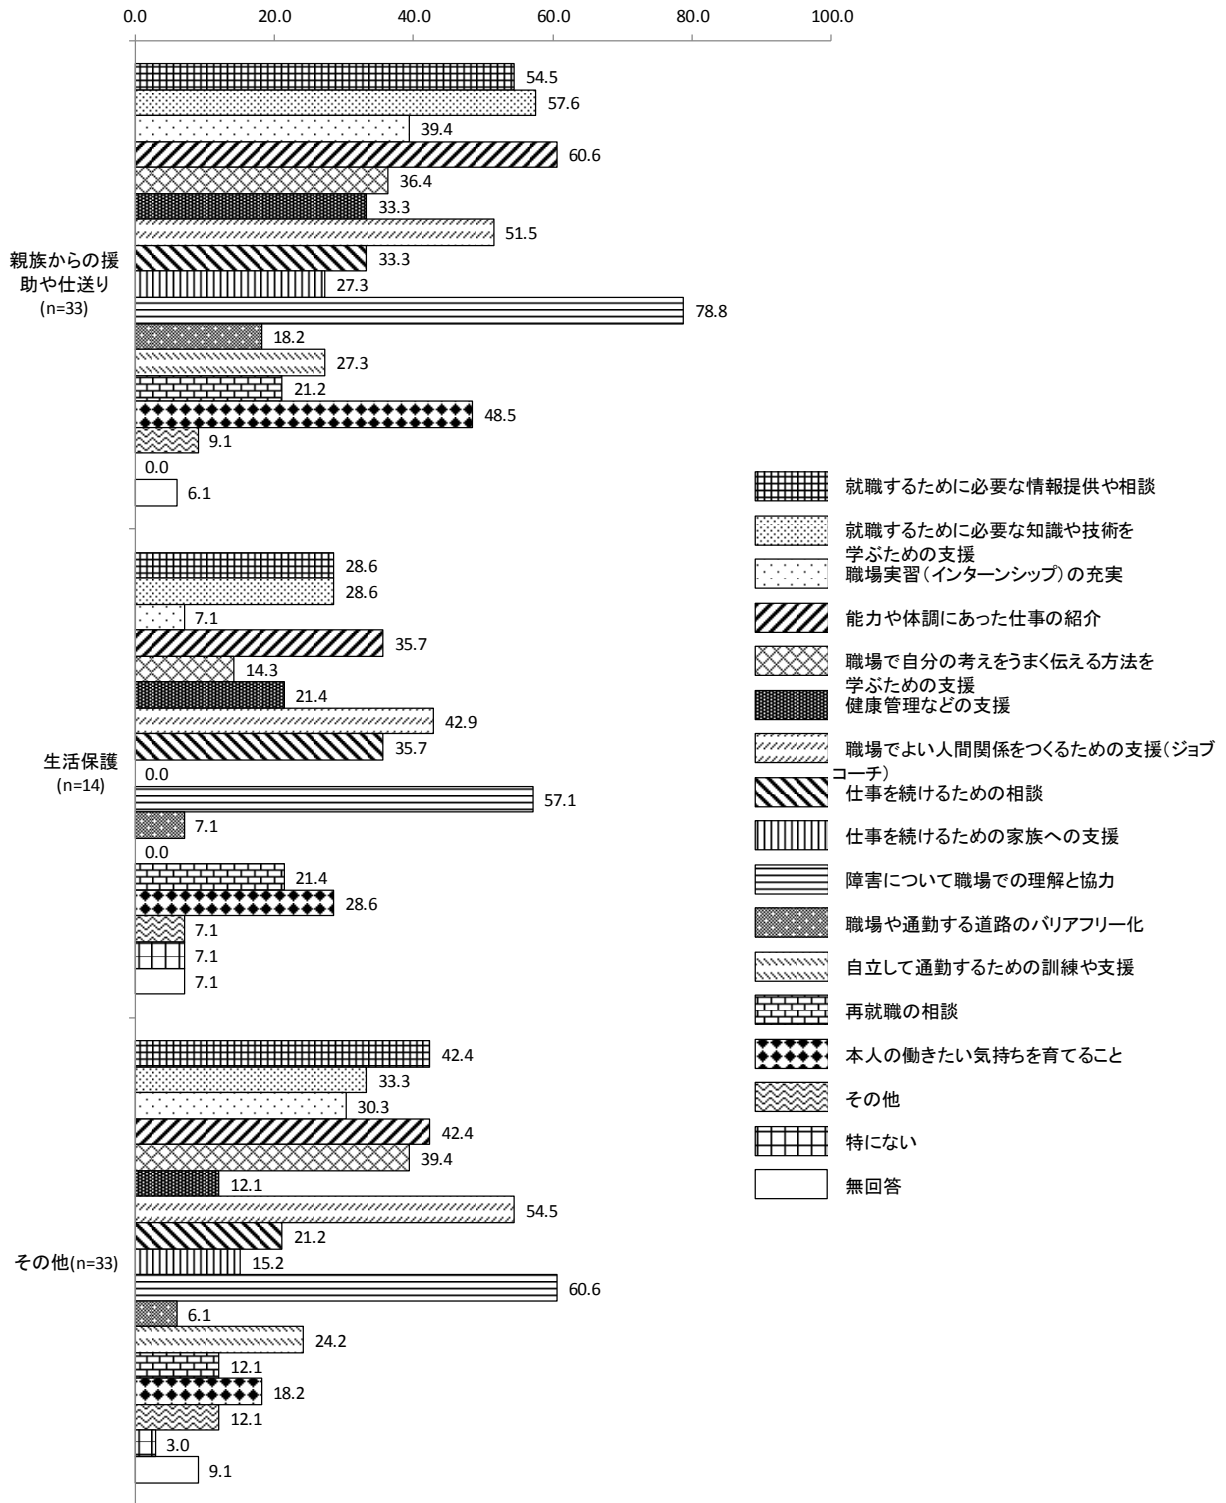 0.0 20.0 40.0 60.0 80.0 100.0
親族からの援
助や仕送り
(n=33)
54.5
57.6
39.4
60.6
36.4
33.3
51.5
33.3
27.3
78.8
18.2
27.3
21.2
48.5
9.1
0.0
6.1
生活保護
(n=14)
28.6
28.6
7.1
35.7
14.3
21.4
42.9
35.7
0.0
57.1
7.1
0.0
21.4
28.6
7.1
7.1
7.1
その他(n=33)
42.4
33.3
30.3
42.4
39.4
12.1
54.5
21.2
15.2
60.6
6.1
24.2
12.1
18.2
12.1
3.0
9.1
就職するために必要な情報提供や相談
就職するために必要な知識や技術を
学ぶための支援
職場実習(インターンシップ)の充実
能力や体調にあった仕事の紹介
職場で自分の考えをうまく伝える方法を
学ぶための支援
健康管理などの支援
職場でよい人間関係をつくるための支援(ジョブ
コーチ)
仕事を続けるための相談
仕事を続けるための家族への支援
障害について職場での理解と協力
職場や通勤する道路のバリアフリー化
自立して通勤するための訓練や支援
再就職の相談
本人の働きたい気持ちを育てること
その他
特にない
無回答